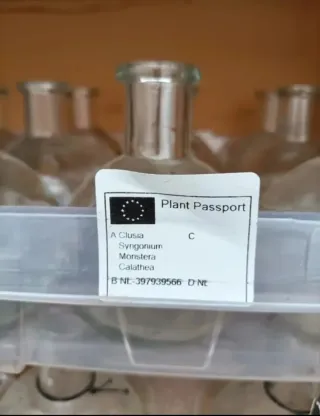 Plant Passport
A Clusia C
Syngonium
Monstera
Calathea
B NL-397939566 D NL